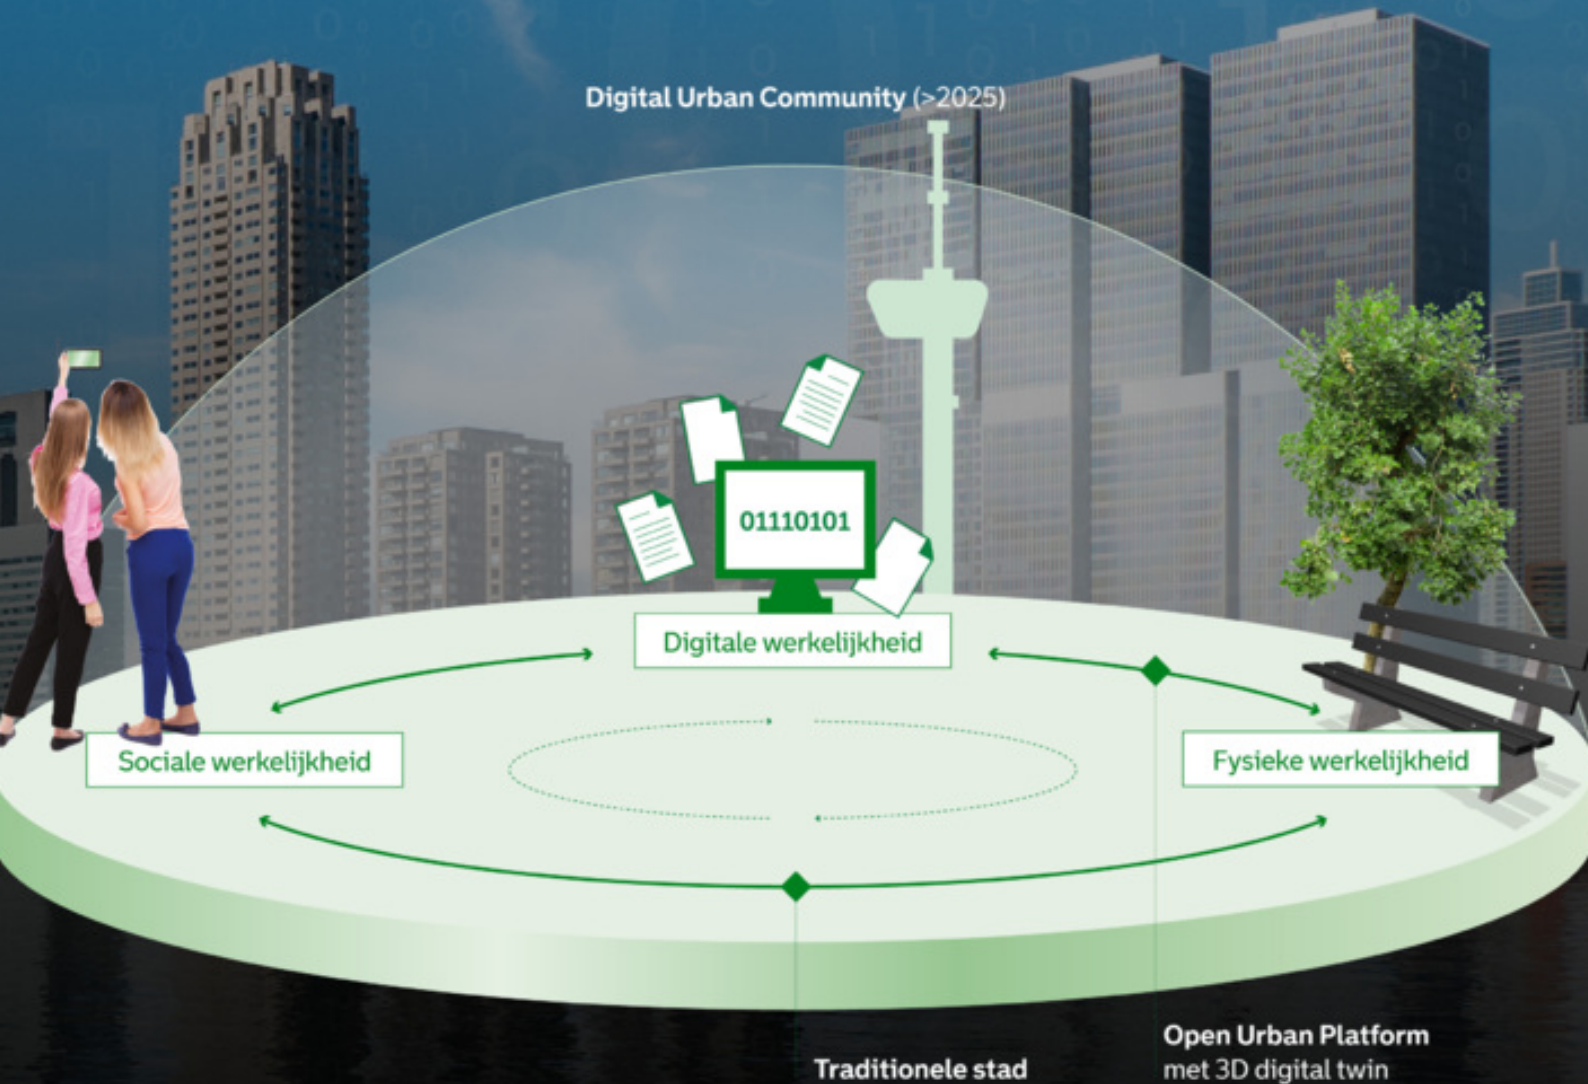 Digital Urban Community (>2025)
01110101
Digitale werkelijkheid
Sociale werkelijkheid
Fysieke werkelijkheid
Open Urban Platform
met 3D digital twin
Traditionele stad